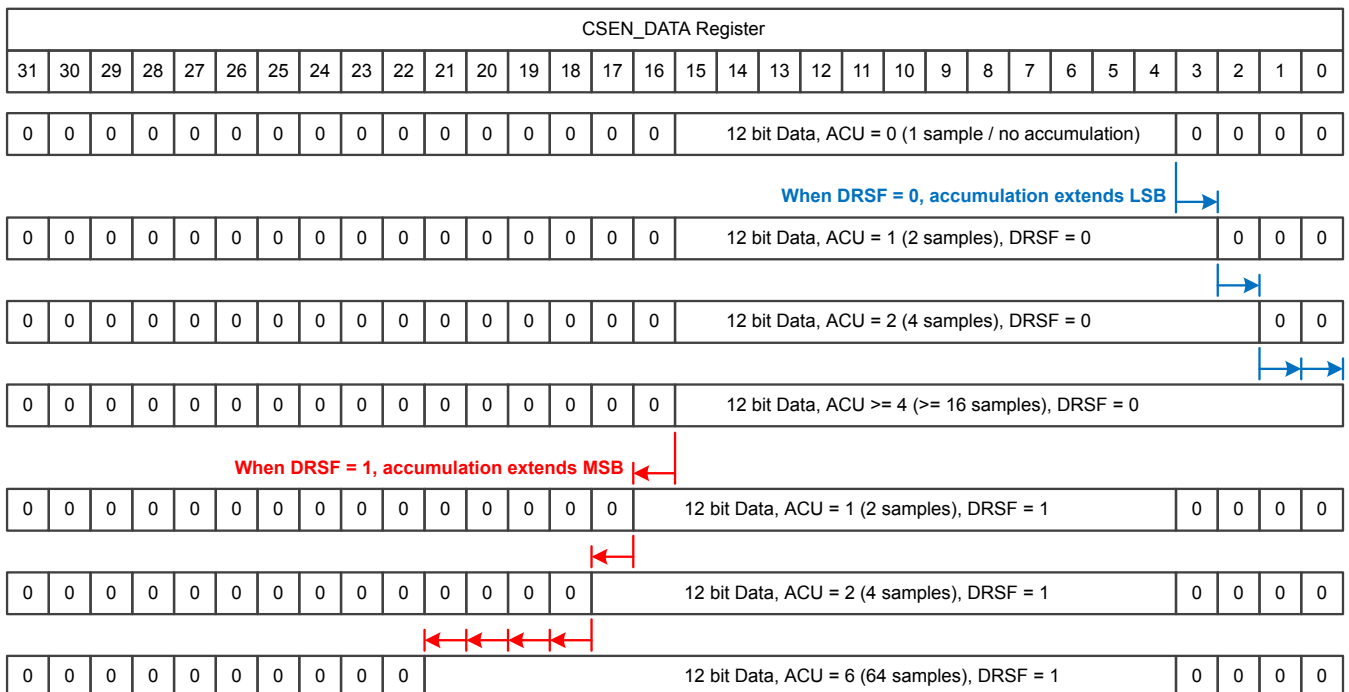 CSEN_DATA Register
31 30 29 28 27 26 25 24 23 22 21 20 19 18 17 16 15 14 13 12 11 10 9 8 7 6 5 4 3 2 1 0
0 0 0 0 0 0 0 0 0 0 0 0 0 0 0 0 12 bit Data, ACU = 0 (1 sample / no accumulation) 0 0 0 0
When DRSF = 0, accumulation extends LSB
0 0 0 0 0 0 0 0 0 0 0 0 0 0 0 0 12 bit Data, ACU = 1 (2 samples), DRSF = 0 0 0 0
0 0 0 0 0 0 0 0 0 0 0 0 0 0 0 0 12 bit Data, ACU = 2 (4 samples), DRSF = 0 0 0
0 0 0 0 0 0 0 0 0 0 0 0 0 0 0 0 12 bit Data, ACU >= 4 (>= 16 samples), DRSF = 0
When DRSF = 1, accumulation extends MSB
0 0 0 0 0 0 0 0 0 0 0 0 0 0 0 12 bit Data, ACU = 1 (2 samples), DRSF = 1 0 0 0 0
0 0 0 0 0 0 0 0 0 0 0 0 0 0 12 bit Data, ACU = 2 (4 samples), DRSF = 1 0 0 0 0
0 0 0 0 0 0 0 0 0 0 12 bit Data, ACU = 6 (64 samples), DRSF = 1 0 0 0 0